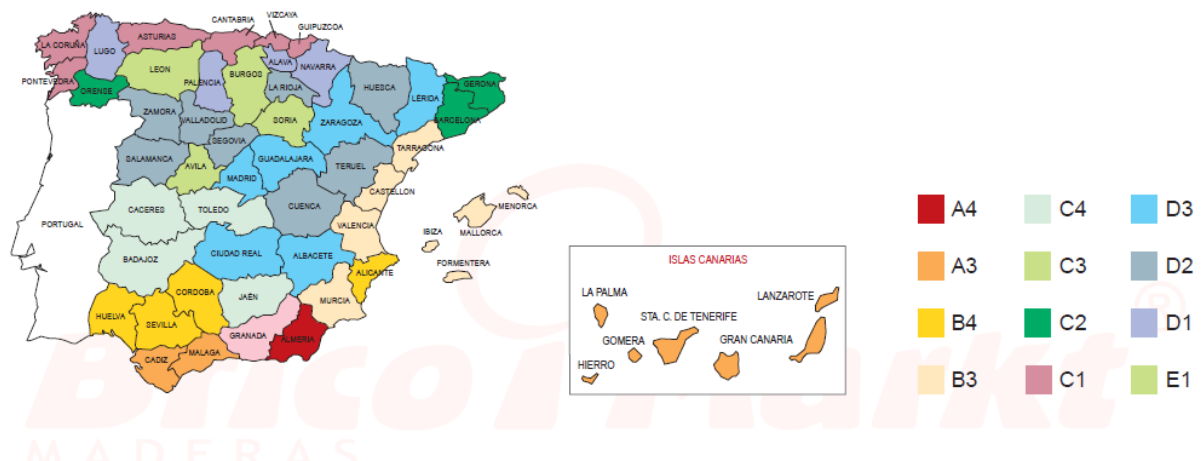 CANTABRIA
VIZCAYA
GUIPUZCOA
LA CORUÑA
LUGO
ASTURIAS
PONTEVEDRA
ORENSE
LEON
PALENCIA
BURGOS
ALAVA
NAVARRA
LA RIOJA
HUESCA
LÉRIDA
GERONA
BARCELONA
ZAMORA
VALLADOLID
SORIA
ZARAGOZA
TARRAGONA
SEGOVIA
SALAMANCA
AVILA
MADRID
GUADALAJARA
TERUEL
CASTELLON
CACERES
TOLEDO
CUENCA
VALENCIA
PORTUGAL
BADAJOZ
CIUDAD REAL
ALBACETE
ALICANTE
HUELVA
SEVILLA
CORDOBA
JAÉN
MURCIA
GRANADA
ALMERIA
CADIZ
MALAGA
MENORCA
MALLORCA
IBIZA
FORMENTERA
ISLAS CANARIAS
LA PALMA
LANZAROTE
STA. C. DE TENERIFE
GOMERA
GRAN CANARIA
HIERRO
A4 C4 D3
A3 C3 D2
B4 C2 D1
B3 C1 E1
BricoMarkt ®
MADERAS